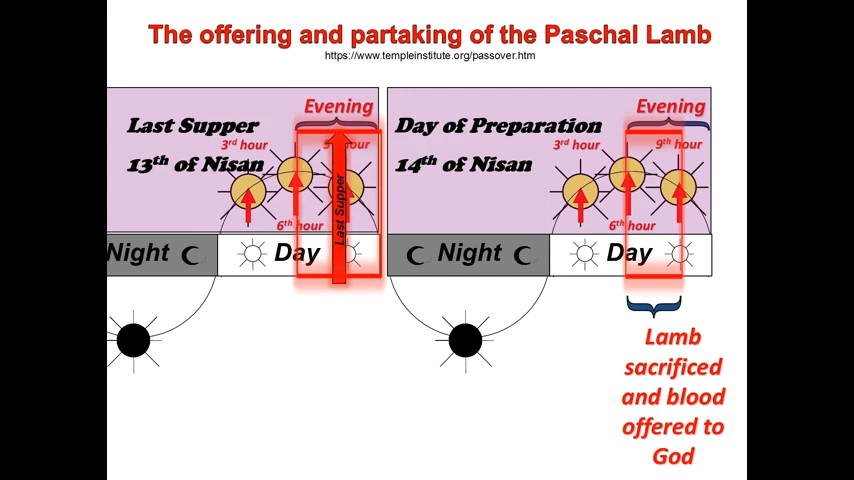 The offering and partaking of the Paschal Lamb
https://www.templeinstitute.org/passover.htm
Evening
Last Supper
3rd hour
9th hour
13th of Nisan
6th hour
Last Supper
Night
Day
Evening
Day of Preparation
3rd hour
9th hour
14th of Nisan
6th hour
Night
Day
Lamb
sacrificed
and blood
offered to
God